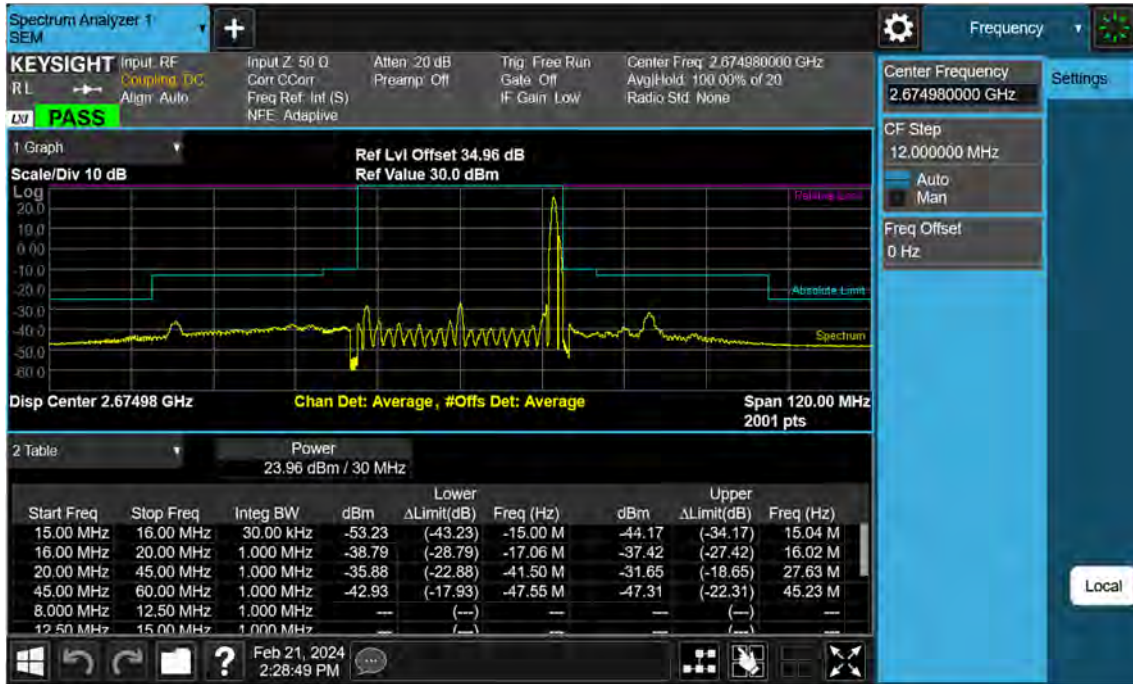 Spectrum Analyzer 1
SEM
Frequency
KEYSIGHT
RL
LXI
PASS
Input: RF
Coupling: DC
Align: Auto
Input Z: 50 Ω
Corr CCorr
Freq Ref: Int (S)
NFE: Adaptive
Atten: 20 dB
Preamp: Off
Trig: Free Run
Gate: Off
IF Gain: Low
Center Freq: 2.674980000 GHz
Avg|Hold: 100.00% of 20
Radio Std: None
Center Frequency
2.674980000 GHz
Settings
CF Step
12.000000 MHz
Auto
Man
Freq Offset
0 Hz
Local
1 Graph
Scale/Div 10 dB
Ref Lvl Offset 34.96 dB
Ref Value 30.0 dBm
Log
20.0
10.0
0.00
-10.0
-20.0
-30.0
-40.0
-50.0
-60.0
Relative Limit
Absolute Limit
Spectrum
Disp Center 2.67498 GHz
Chan Det: Average, #Offs Det: Average
Span 120.00 MHz
2001 pts
2 Table
Power
23.96 dBm / 30 MHz
Lower Upper
Start Freq Stop Freq Integ BW dBm ΔLimit(dB) Freq (Hz) dBm ΔLimit(dB) Freq (Hz)
15.00 MHz 16.00 MHz 30.00 kHz -53.23 (-43.23) -15.00 M -44.17 (-34.17) 15.04 M
16.00 MHz 20.00 MHz 1.000 MHz -38.79 (-28.79) -17.06 M -37.42 (-27.42) 16.02 M
20.00 MHz 45.00 MHz 1.000 MHz -35.88 (-22.88) -41.50 M -31.65 (-18.65) 27.63 M
45.00 MHz 60.00 MHz 1.000 MHz -42.93 (-17.93) -47.55 M -47.31 (-22.31) 45.23 M
8.000 MHz 12.50 MHz 1.000 MHz --- (---) --- --- (---) ---
12.50 MHz 15.00 MHz 1.000 MHz --- (---) --- --- (---) ---
?
Feb 21, 2024
2:28:49 PM